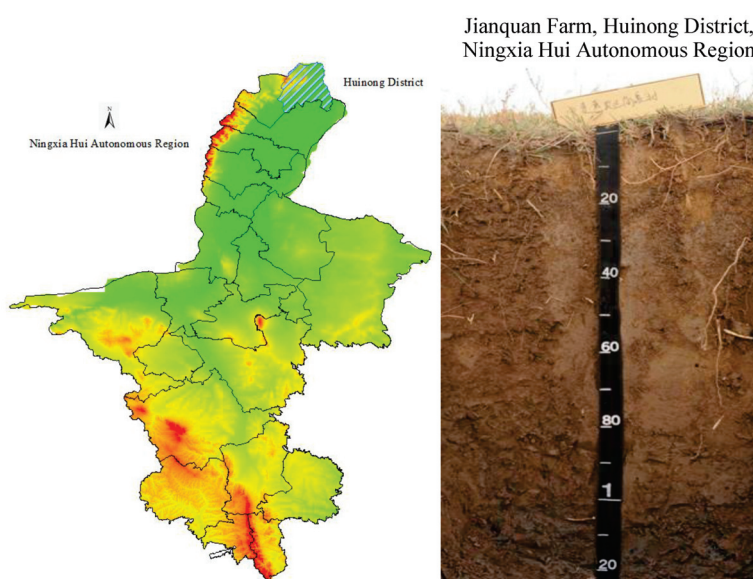 Jianquan Farm, Huinong District,
Ningxia Hui Autonomous Region
Huinong District
N
Ningxia Hui Autonomous Region
20
40
60
80
1
20